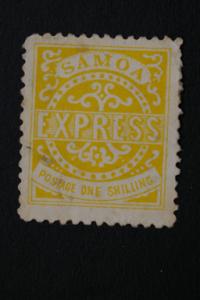 SAMOA
EXPRESS
POSTAGE ONE SHILLING.